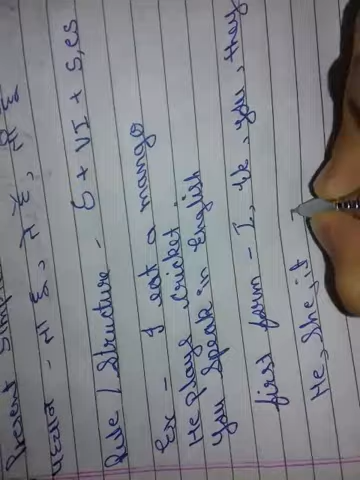 Present Simple
पहचान - ता है, ती है, ते हैं
Rule / Structure - S + VI + s, es
Ex - I eat a mango
He plays cricket
You speak in English
first form - I, we, you, they
He, She, it